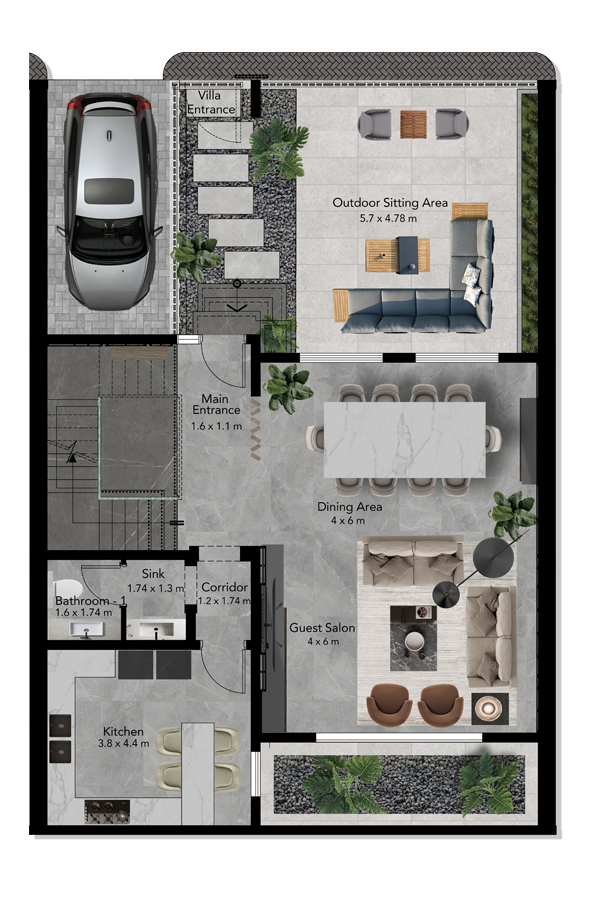 Villa
Entrance
Outdoor Sitting Area
5.7 x 4.78 m
Main
Entrance
1.6 x 1.1 m
Dining Area
4 x 6 m
Sink
1.74 x 1.3 m
Corridor
1.2 x 1.74 m
Bathroom - 1
1.6 x 1.74 m
Guest Salon
4 x 6 m
Kitchen
3.8 x 4.4 m